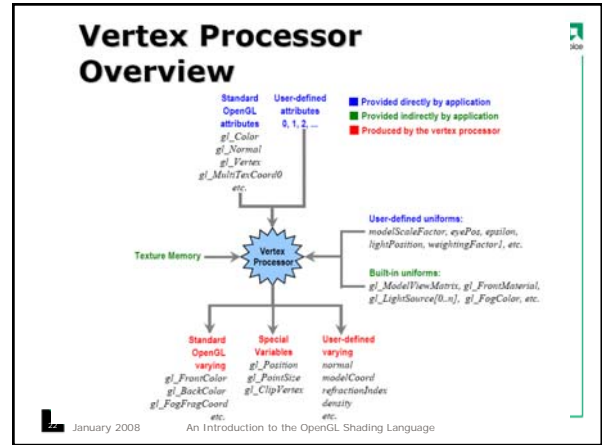 Vertex Processor
Overview
Standard
OpenGL
attributes
gl_Color
gl_Normal
gl_Vertex
gl_MultiTexCoord0
etc.
User-defined
attributes
0, 1, 2, ...
Provided directly by application
Provided indirectly by application
Produced by the vertex processor
Texture Memory
Vertex
Processor
User-defined uniforms:
modelScaleFactor, eyePos, epsilon,
lightPosition, weightingFactor1, etc.
Built-in uniforms:
gl_ModelViewMatrix, gl_FrontMaterial,
gl_LightSource[0..n], gl_FogColor, etc.
Standard
OpenGL
varying
gl_FrontColor
gl_BackColor
gl_FogFragCoord
etc.
Special
Variables
gl_Position
gl_PointSize
gl_ClipVertex
User-defined
varying
normal
modelCoord
refractionIndex
density
etc.
22 January 2008 An Introduction to the OpenGL Shading Language